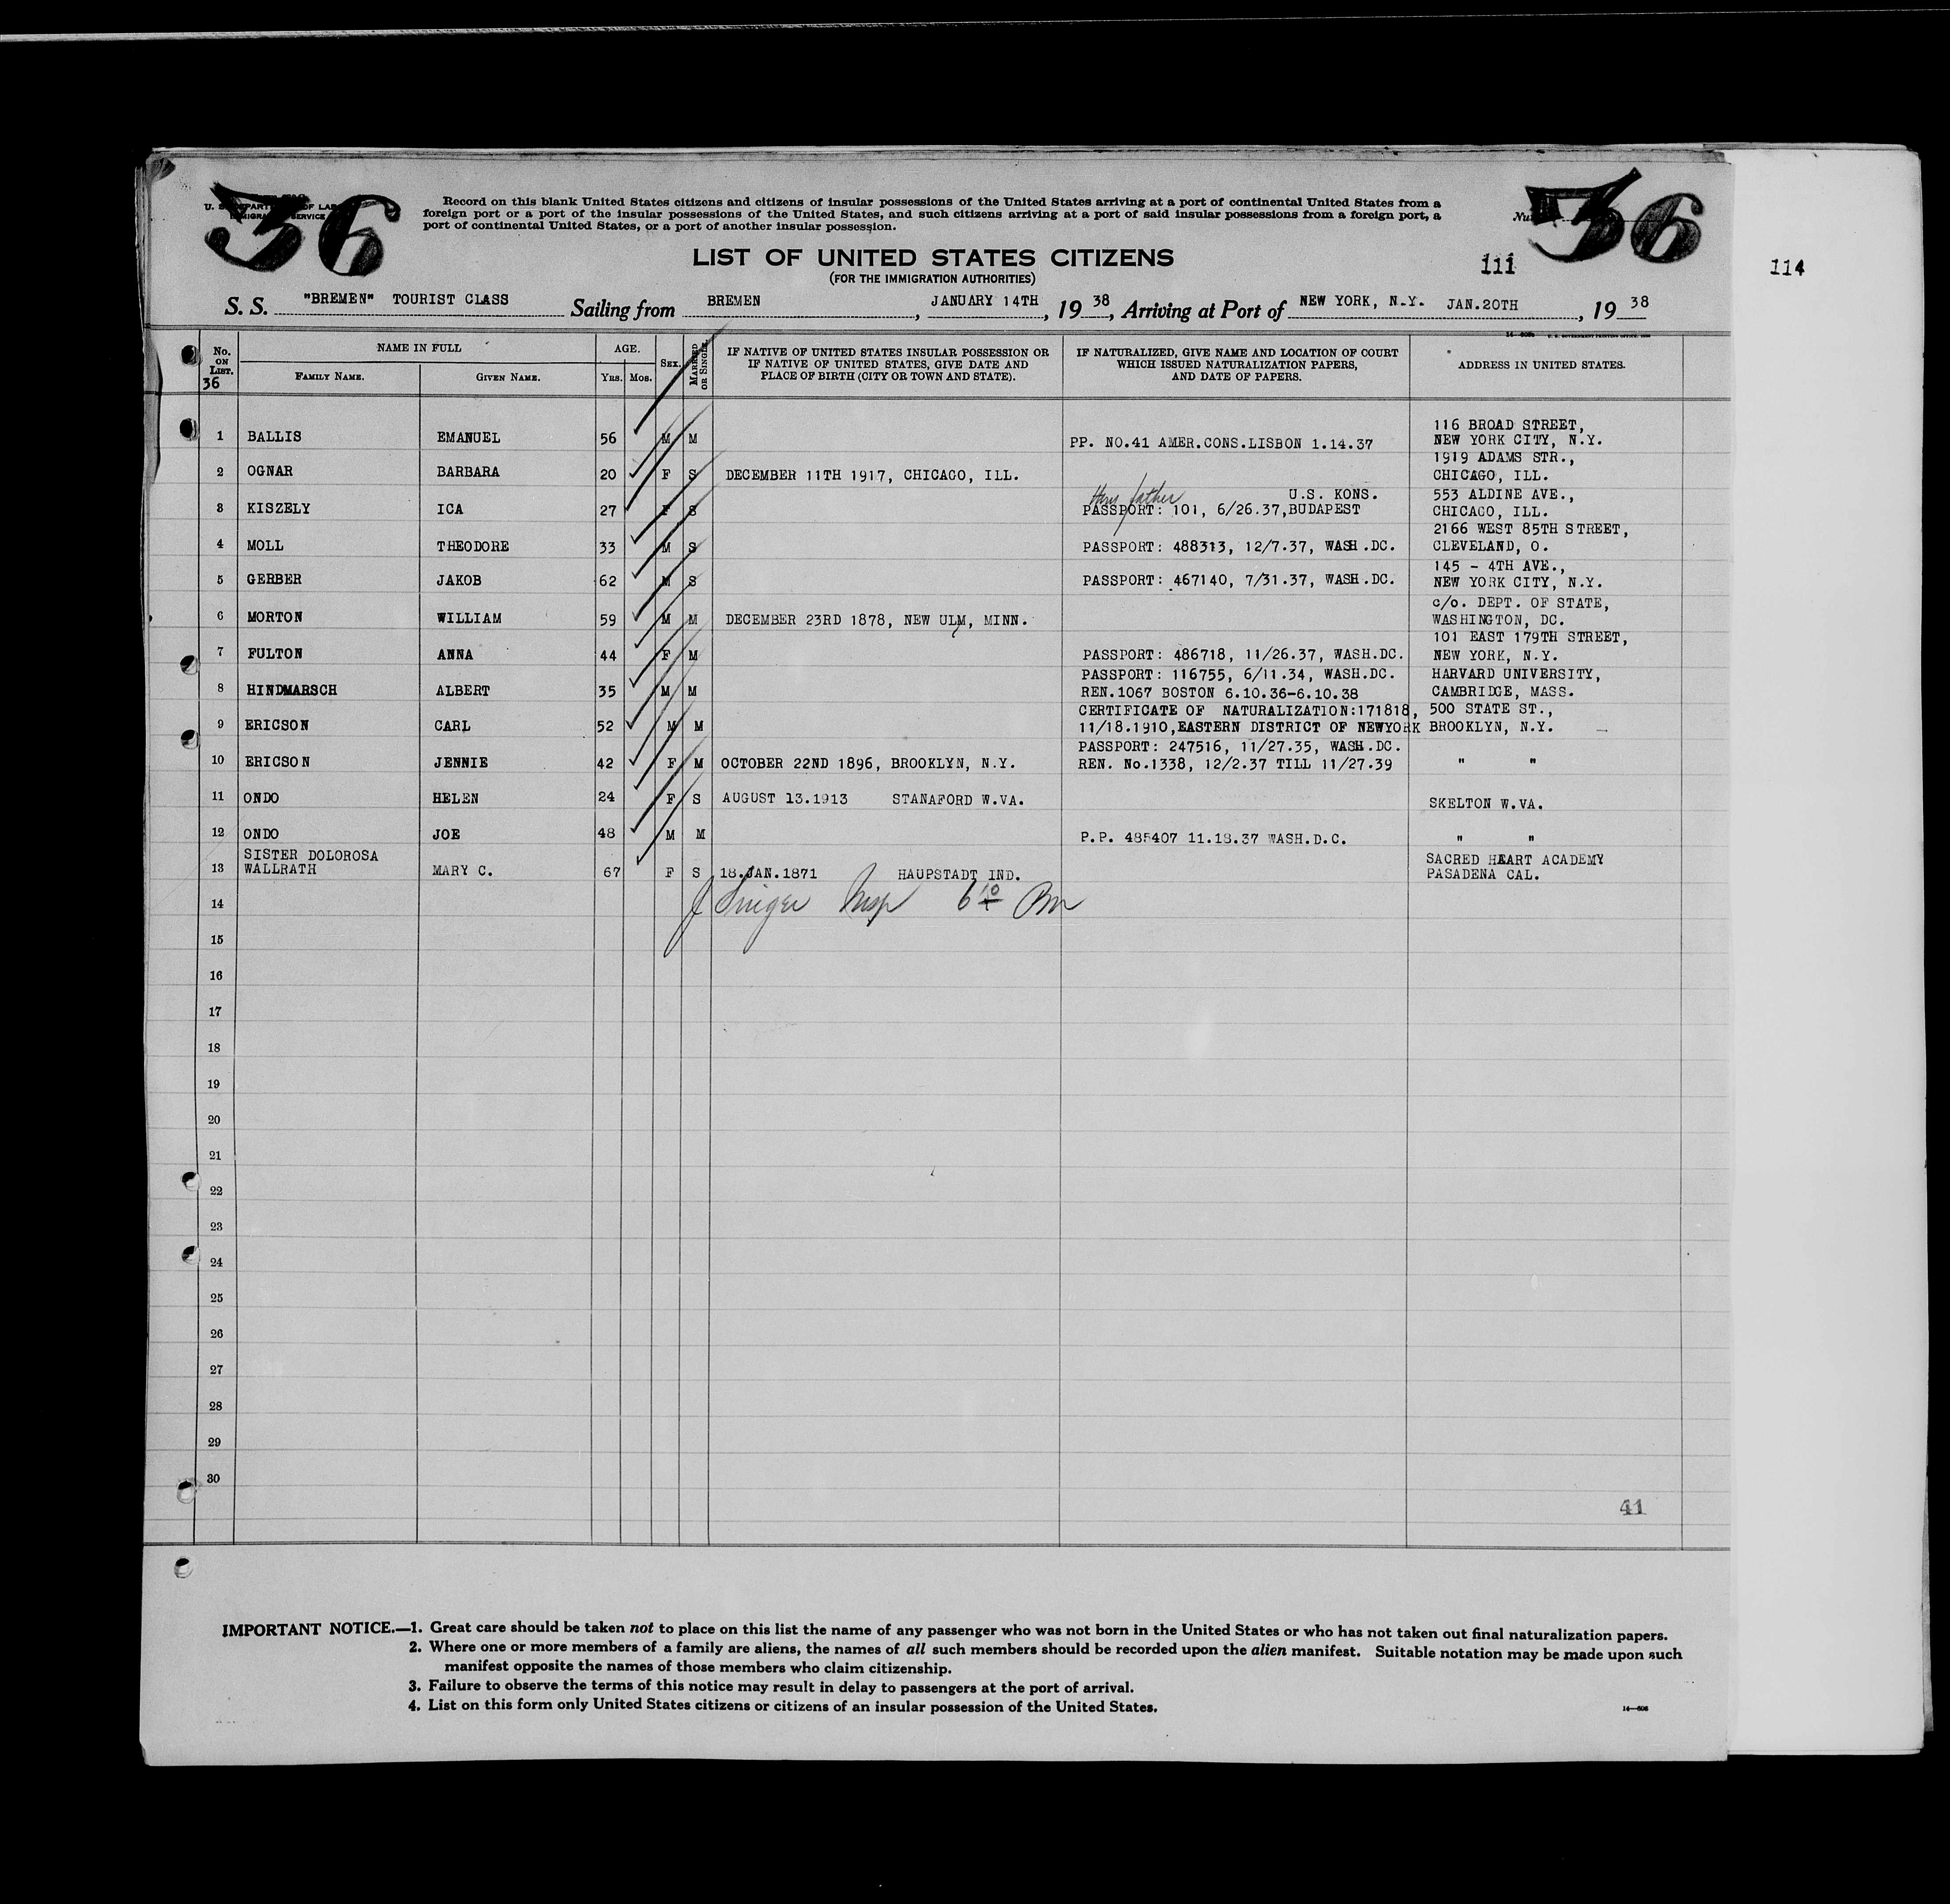 36
36
U. S. DEPARTMENT OF LABOR
IMMIGRATION SERVICE
Record on this blank United States citizens and citizens of insular possessions of the United States arriving at a port of continental United States from a
foreign port or a port of the insular possessions of the United States, and such citizens arriving at a port of said insular possessions from a foreign port, a
port of continental United States, or a port of another insular possession.
LIST OF UNITED STATES CITIZENS
(FOR THE IMMIGRATION AUTHORITIES)
111
114
S. S. "BREMEN" TOURIST CLASS Sailing from BREMEN, JANUARY 14TH, 1938, Arriving at Port of NEW YORK, N.Y. JAN.20TH, 1938
No. ON LIST. NAME IN FULL AGE. SEX. MARRIED OR SINGLE. IF NATIVE OF UNITED STATES INSULAR POSSESSION OR IF NATIVE OF UNITED STATES, GIVE DATE AND PLACE OF BIRTH (CITY OR TOWN AND STATE). IF NATURALIZED, GIVE NAME AND LOCATION OF COURT WHICH ISSUED NATURALIZATION PAPERS, AND DATE OF PAPERS. ADDRESS IN UNITED STATES.
36 FAMILY NAME. GIVEN NAME. YRS. MOS.
116 BROAD STREET,
1 BALLIS EMANUEL 56 M M PP. NO.41 AMER.CONS.LISBON 1.14.37 NEW YORK CITY, N.Y.
1919 ADAMS STR.,
2 OGNAR BARBARA 20 F S DECEMBER 11TH 1917, CHICAGO, ILL. CHICAGO, ILL.
father U.S. KONS. 553 ALDINE AVE.,
3 KISZELY ICA 27 F S PASSPORT: 101, 6/26.37, BUDAPEST CHICAGO, ILL.
2166 WEST 85TH STREET,
4 MOLL THEODORE 33 M S PASSPORT: 488313, 12/7.37, WASH.DC. CLEVELAND, O.
145 - 4TH AVE.,
5 GERBER JAKOB 62 M S PASSPORT: 467140, 7/31.37, WASH.DC. NEW YORK CITY, N.Y.
c/o. DEPT. OF STATE,
6 MORTON WILLIAM 59 M M DECEMBER 23RD 1878, NEW ULM, MINN. WASHINGTON, DC.
101 EAST 179TH STREET,
7 FULTON ANNA 44 F M PASSPORT: 486718, 11/26.37, WASH.DC. NEW YORK, N.Y.
PASSPORT: 116755, 6/11.34, WASH.DC. HARVARD UNIVERSITY,
8 HINDMARSCH ALBERT 35 M M REN.1067 BOSTON 6.10.36-6.10.38 CAMBRIDGE, MASS.
CERTIFICATE OF NATURALIZATION:171818, 500 STATE ST.,
9 ERICSON CARL 52 M M 11/18.1910, EASTERN DISTRICT OF NEWYORK BROOKLYN, N.Y.
PASSPORT: 247516, 11/27.35, WASH.DC.
10 ERICSON JENNIE 42 F M OCTOBER 22ND 1896, BROOKLYN, N.Y. REN. No.1338, 12/2.37 TILL 11/27.39 " "
11 ONDO HELEN 24 F S AUGUST 13.1913 STANAFORD W.VA. SKELTON W.VA.
12 ONDO JOE 48 M M P.P. 485407 11.18.37 WASH.D.C. " "
SISTER DOLOROSA SACRED HEART ACADEMY
13 WALLRATH MARY C. 67 F S 18.JAN.1871 HAUPSTADT IND. PASADENA CAL.
14 J Singer Insp 6 10 Pm
15
16
17
18
19
20
21
22
23
24
25
26
27
28
29
30
41
IMPORTANT NOTICE.—1. Great care should be taken not to place on this list the name of any passenger who was not born in the United States or who has not taken out final naturalization papers.
2. Where one or more members of a family are aliens, the names of all such members should be recorded upon the alien manifest. Suitable notation may be made upon such
manifest opposite the names of those members who claim citizenship.
3. Failure to observe the terms of this notice may result in delay to passengers at the port of arrival.
4. List on this form only United States citizens or citizens of an insular possession of the United States.
14—606